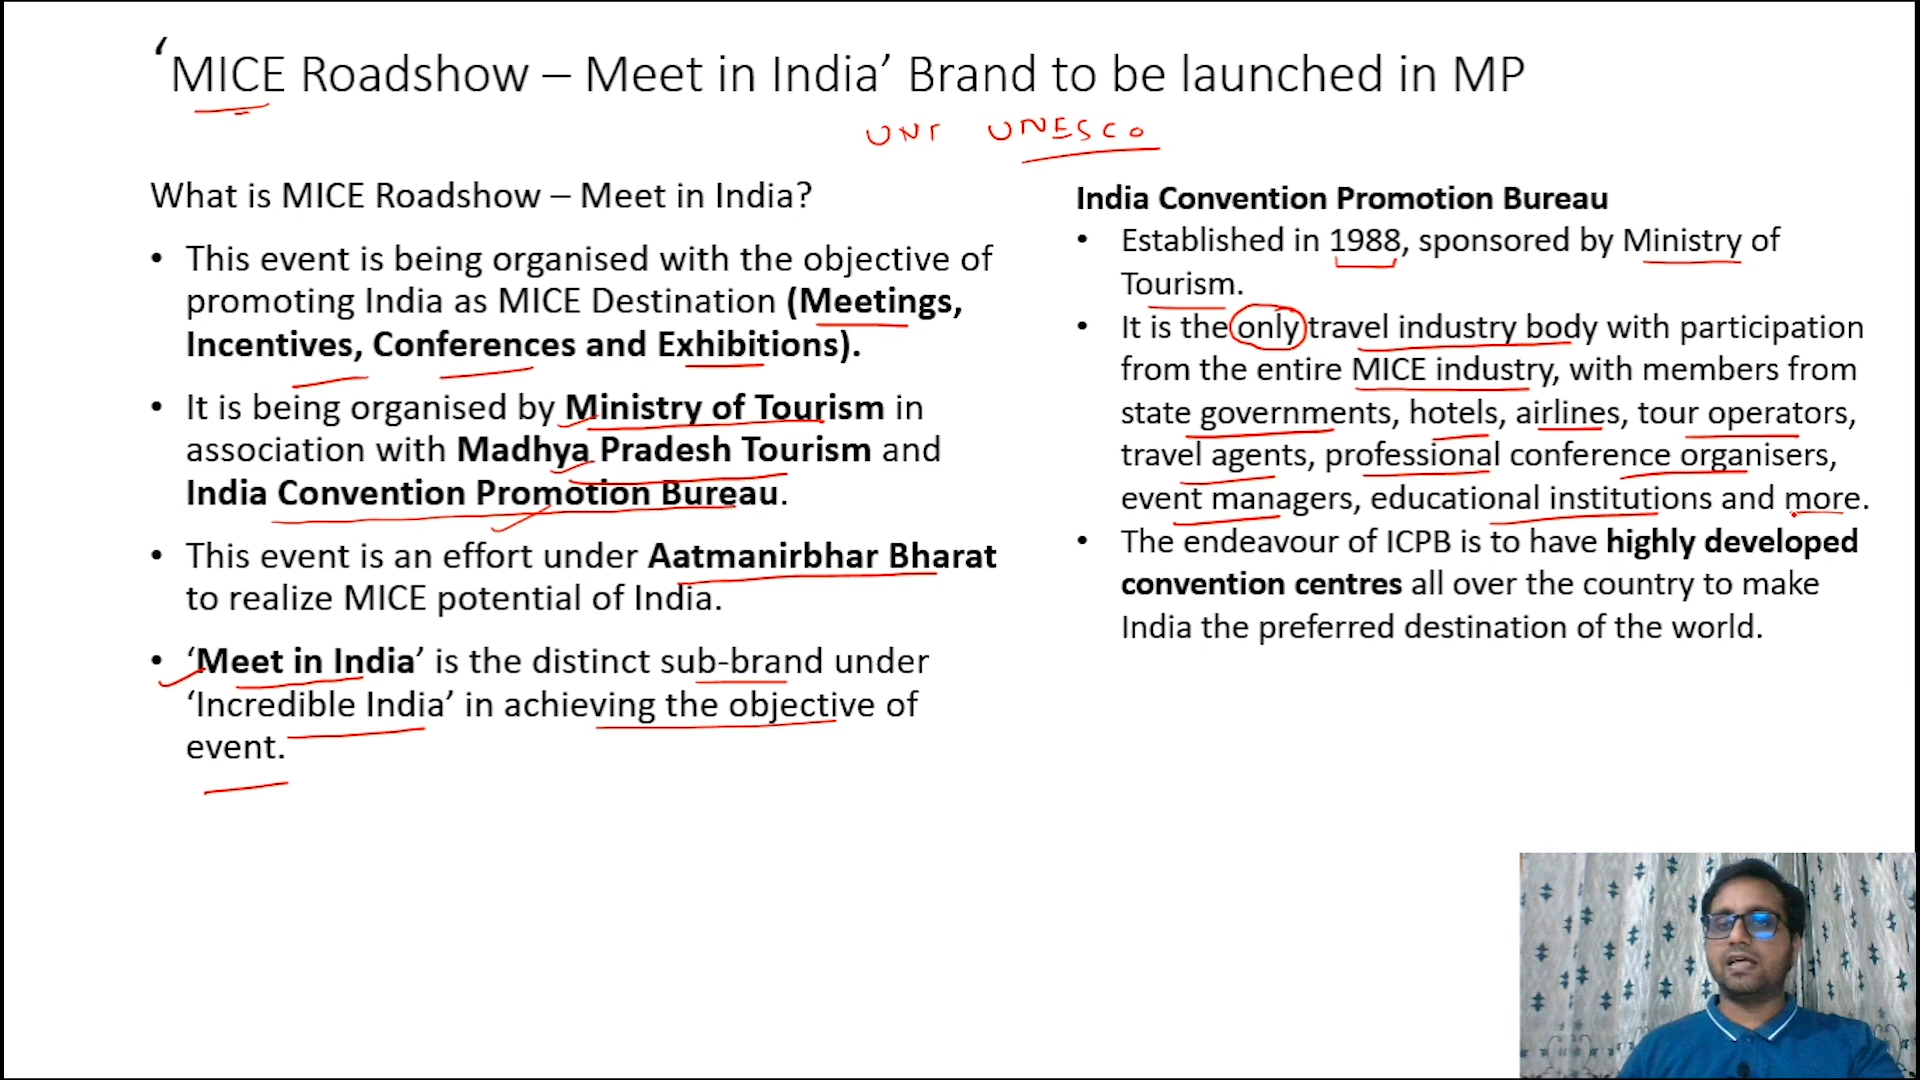 ‘MICE Roadshow – Meet in India’ Brand to be launched in MP
UNI UNESCO
What is MICE Roadshow – Meet in India?
• This event is being organised with the objective of
promoting India as MICE Destination (Meetings,
Incentives, Conferences and Exhibitions).
• It is being organised by Ministry of Tourism in
association with Madhya Pradesh Tourism and
India Convention Promotion Bureau.
• This event is an effort under Aatmanirbhar Bharat
to realize MICE potential of India.
• ‘Meet in India’ is the distinct sub-brand under
‘Incredible India’ in achieving the objective of
event.
India Convention Promotion Bureau
• Established in 1988, sponsored by Ministry of
Tourism.
• It is the only travel industry body with participation
from the entire MICE industry, with members from
state governments, hotels, airlines, tour operators,
travel agents, professional conference organisers,
event managers, educational institutions and more.
• The endeavour of ICPB is to have highly developed
convention centres all over the country to make
India the preferred destination of the world.